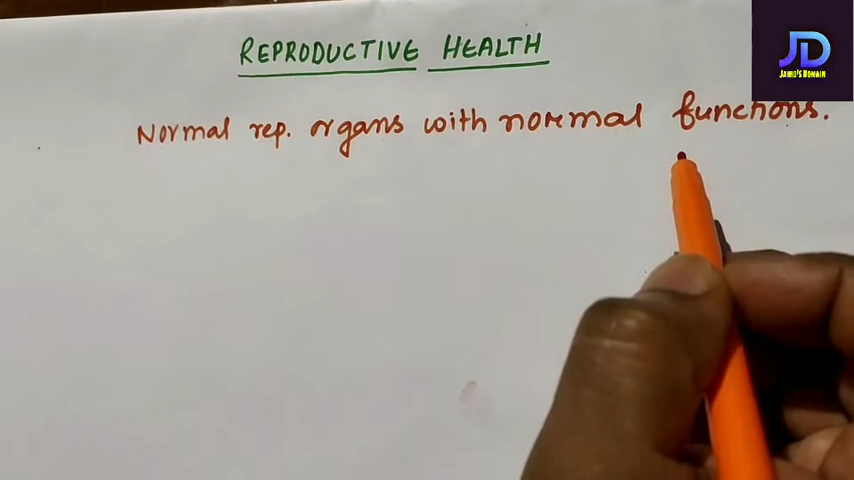 REPRODUCTIVE HEALTH
JD
Normal rep. organs with normal functions.